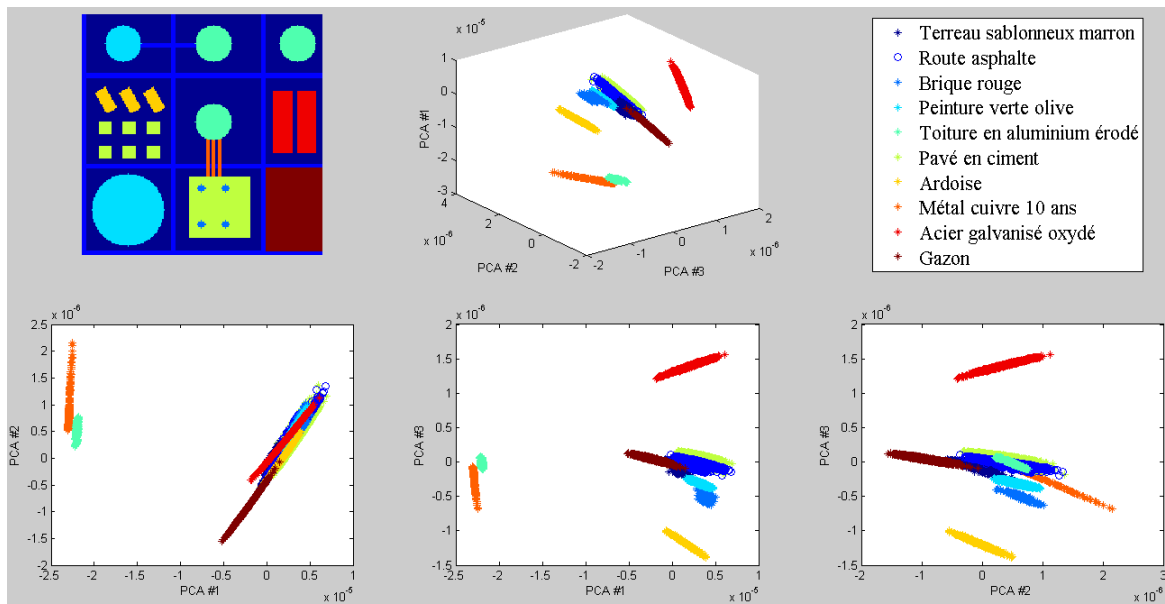 x 10⁻⁵
1
0
-1
-2
-3
PCA #1
4
2
0
-2
x 10⁻⁶
PCA #2
-2
-1
0
1
2
x 10⁻⁶
PCA #3
Terreau sablonneux marron
Route asphalte
Brique rouge
Peinture verte olive
Toiture en aluminium érodé
Pavé en ciment
Ardoise
Métal cuivre 10 ans
Acier galvanisé oxydé
Gazon
x 10⁻⁶
2.5
2
1.5
1
0.5
0
-0.5
-1
-1.5
-2
PCA #2
-2.5
-2
-1.5
-1
-0.5
0
0.5
1
PCA #1
x 10⁻⁵
x 10⁻⁶
2
1.5
1
0.5
0
-0.5
-1
-1.5
PCA #3
-2.5
-2
-1.5
-1
-0.5
0
0.5
1
PCA #1
x 10⁻⁵
x 10⁻⁶
2
1.5
1
0.5
0
-0.5
-1
-1.5
PCA #3
-2
-1
0
1
2
3
PCA #2
x 10⁻⁶